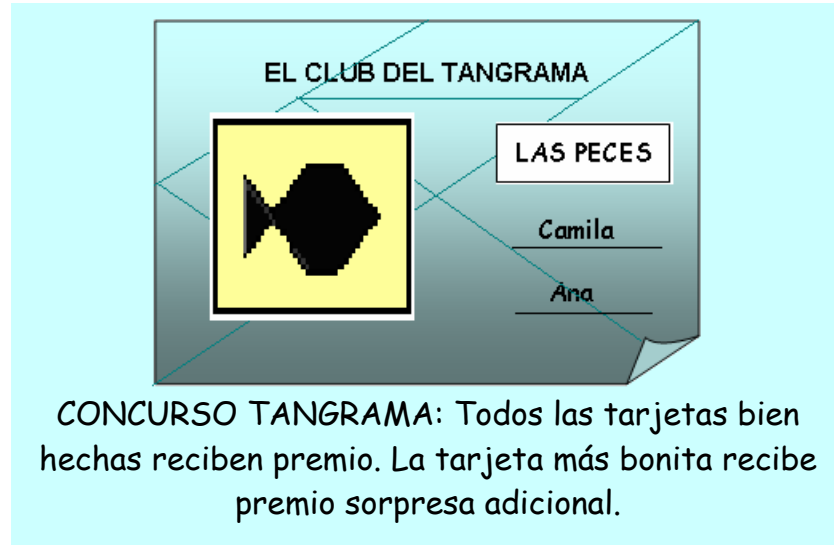 EL CLUB DEL TANGRAMA
LAS PECES
Camila
Ana
CONCURSO TANGRAMA: Todos las tarjetas bien
hechas reciben premio. La tarjeta más bonita recibe
premio sorpresa adicional.